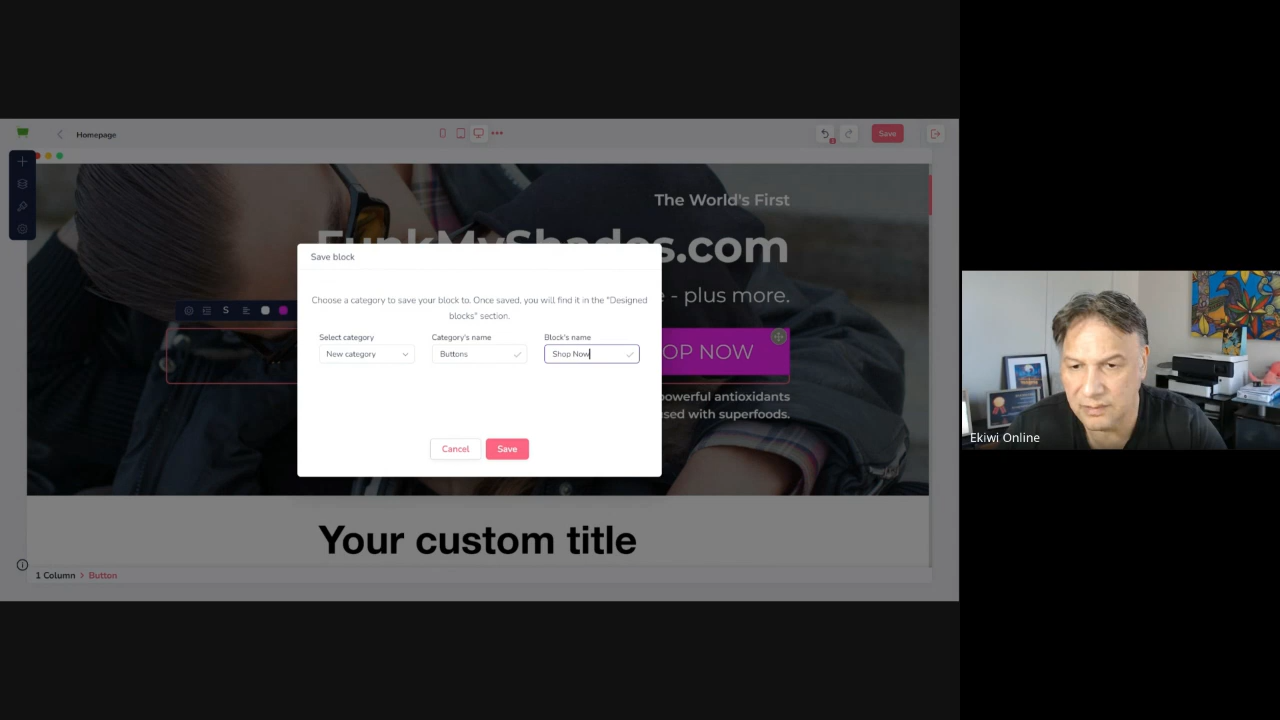 Homepage
Save
The World's First
FunkMyShades.com
e - plus more.
OP NOW
powerful antioxidants
used with superfoods.
Save block
Choose a category to save your block to. Once saved, you will find it in the "Designed
blocks" section.
Select category
Category's name
Block's name
New category
Buttons
Shop Now
Cancel
Save
Your custom title
1 Column > Button
Ekiwi Online